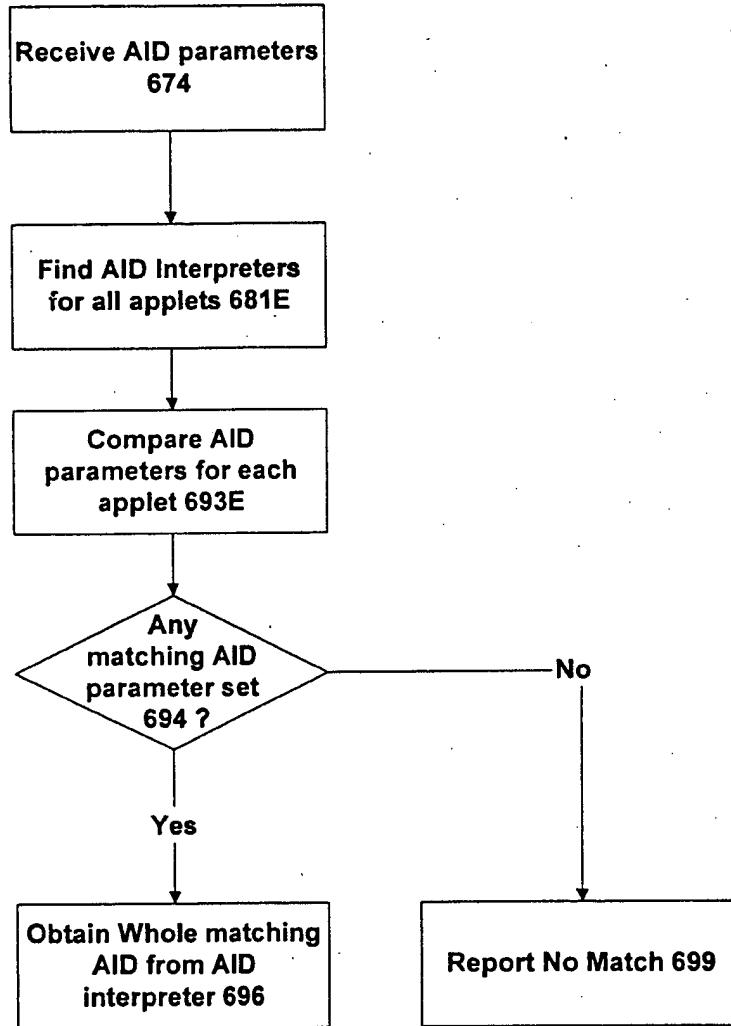 Receive AID parameters
674
Find AID Interpreters
for all applets 681E
Compare AID
parameters for each
applet 693E
Any
matching AID
parameter set
694 ?
No
Yes
Obtain Whole matching
AID from AID
interpreter 696
Report No Match 699